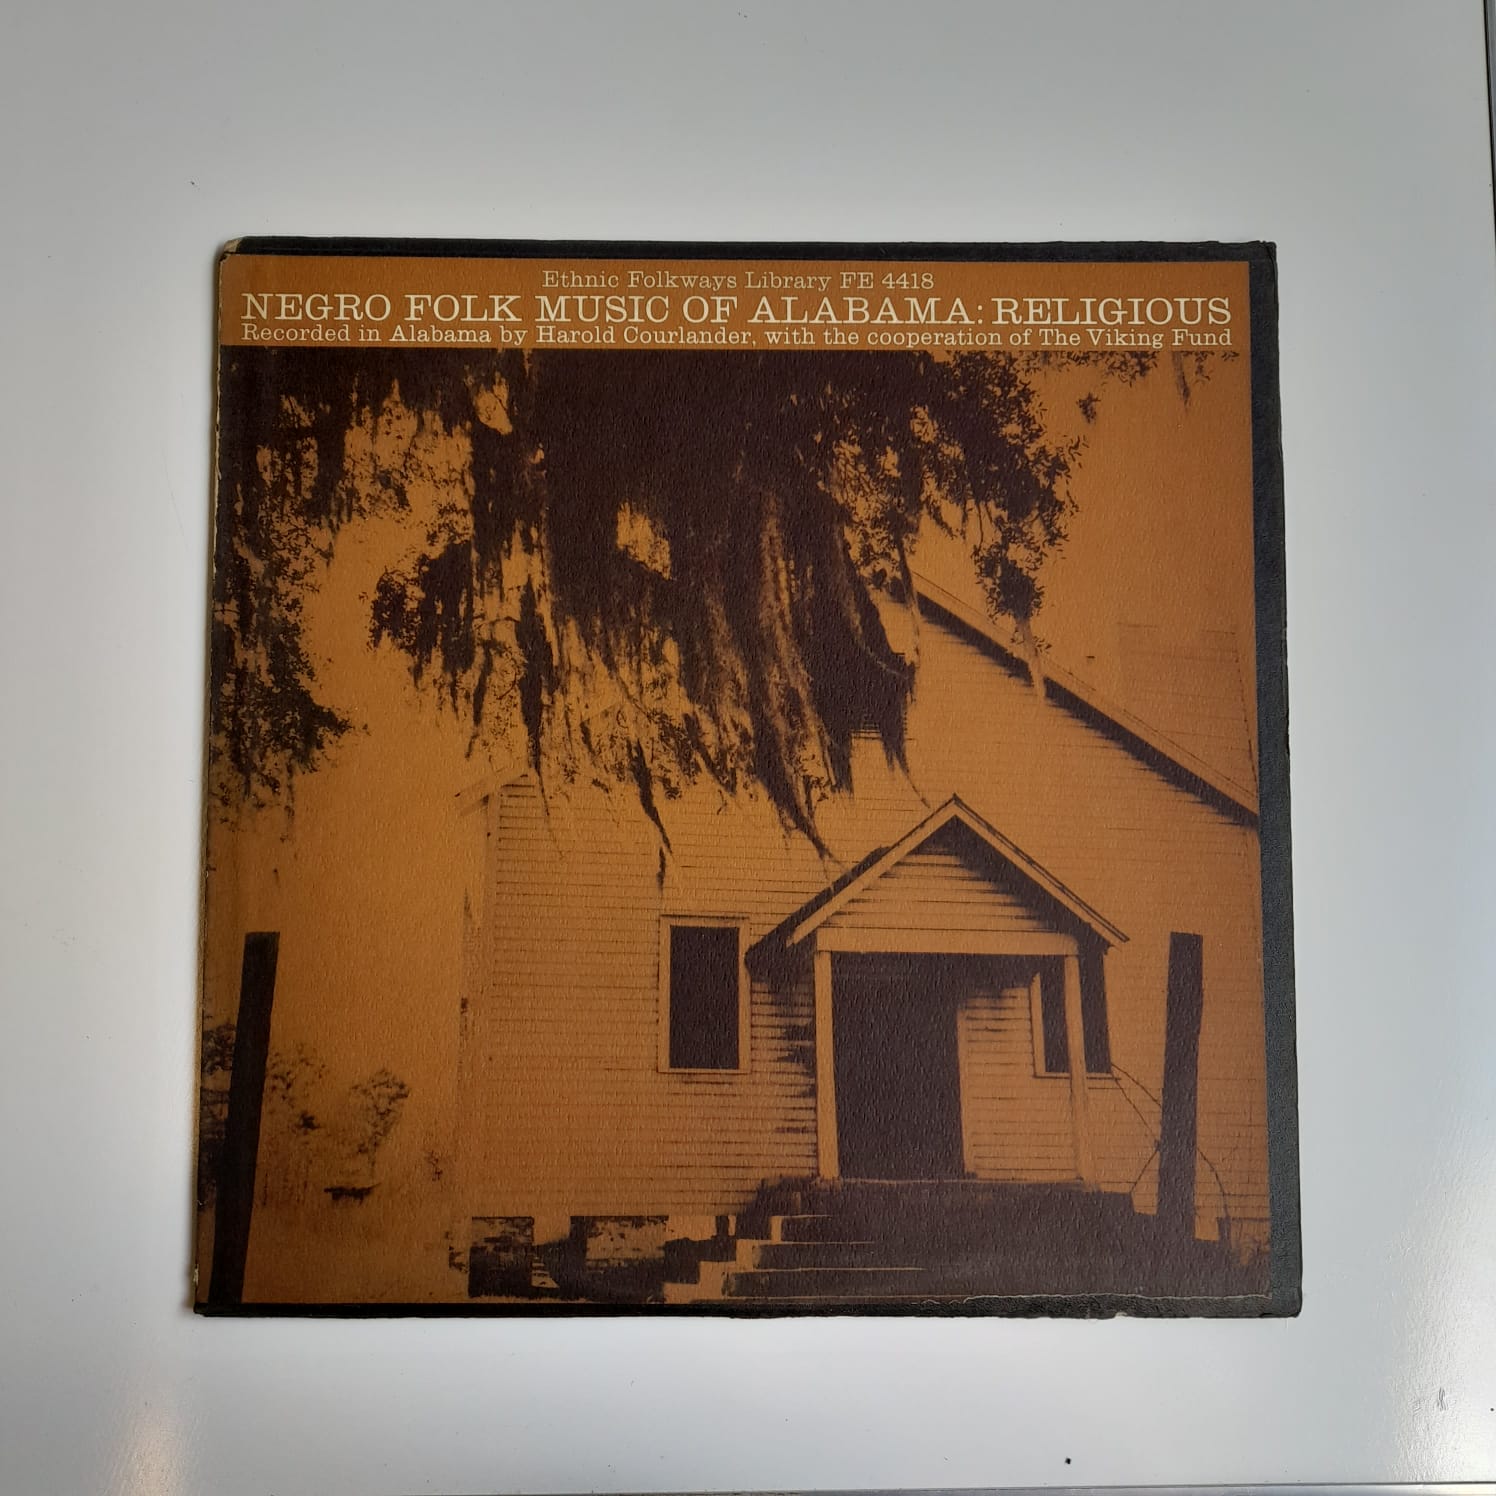 Ethnic Folkways Library FE 4418
NEGRO FOLK MUSIC OF ALABAMA: RELIGIOUS
Recorded in Alabama by Harold Courlander, with the cooperation of The Viking Fund